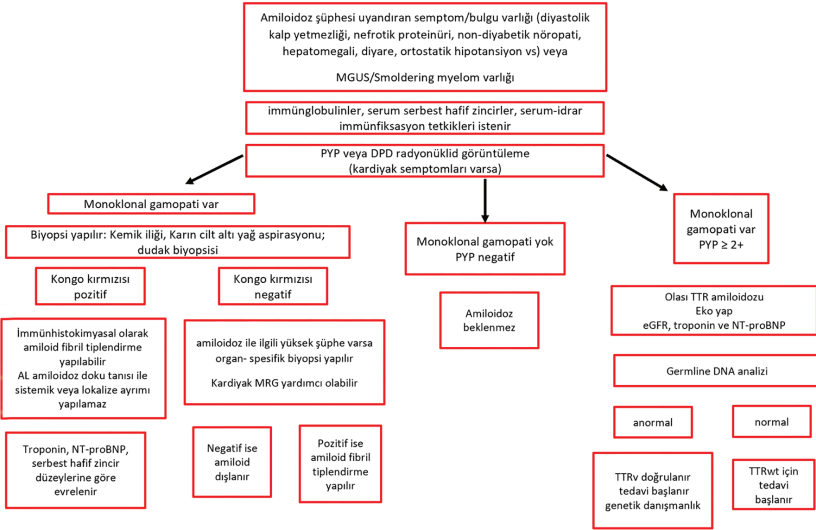 Amiloidoz şüphesi uyandıran semptom/bulgu varlığı (diyastolik
kalp yetmezliği, nefrotik proteinüri, non-diyabetik nöropati,
hepatomegali, diyare, ortostatik hipotansiyon vs) veya
MGUS/Smoldering myelom varlığı
immünglobulinler, serum serbest hafif zincirler, serum-idrar
immünfiksasyon tetkikleri istenir
PYP veya DPD radyonüklid görüntüleme
(kardiyak semptomları varsa)
Monoklonal gamopati var
Biyopsi yapılır: Kemik iliği, Karın cilt altı yağ aspirasyonu;
dudak biyopsisi
Kongo kırmızısı
pozitif
Kongo kırmızısı
negatif
İmmünhistokimyasal olarak
amiloid fibril tiplendirme
yapılabilir
AL amiloidoz doku tanısı ile
sistemik veya lokalize ayrımı
yapılamaz
amiloidoz ile ilgili yüksek şüphe varsa
organ- spesifik biyopsi yapılır
Kardiyak MRG yardımcı olabilir
Troponin, NT-proBNP,
serbest hafif zincir
düzeylerine göre
evrelenir
Negatif ise
amiloid
dışlanır
Pozitif ise
amiloid fibril
tiplendirme
yapılır
Monoklonal gamopati yok
PYP negatif
Amiloidoz
beklenmez
Monoklonal
gamopati var
PYP ≥ 2+
Olası TTR amiloidozu
Eko yap
eGFR, troponin ve NT-proBNP
Germline DNA analizi
anormal
normal
TTRv doğrulanır
tedavi başlanır
genetik danışmanlık
TTRwt için
tedavi
başlanır